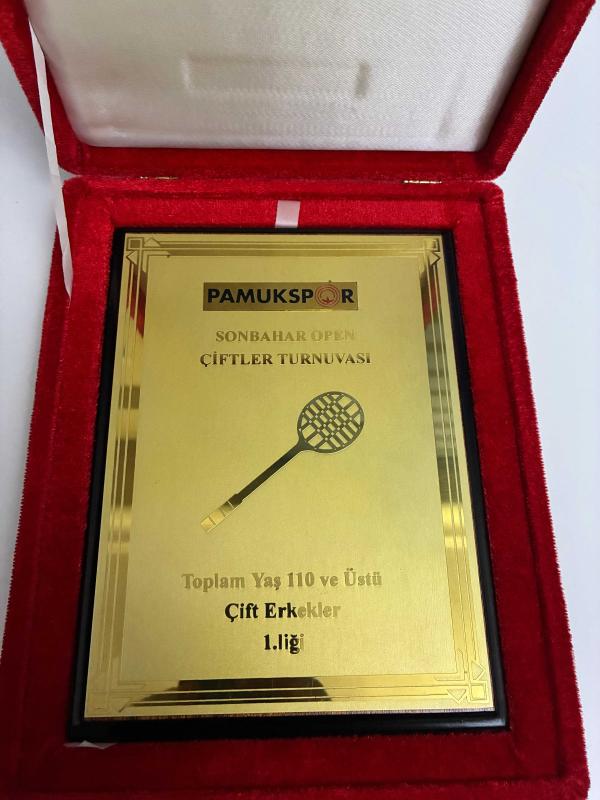 PAMUKSPOR
SONBAHAR OPEN
ÇİFTLER TURNUVASI
Toplam Yaş 110 ve Üstü
Çift Erkekler
1.liği